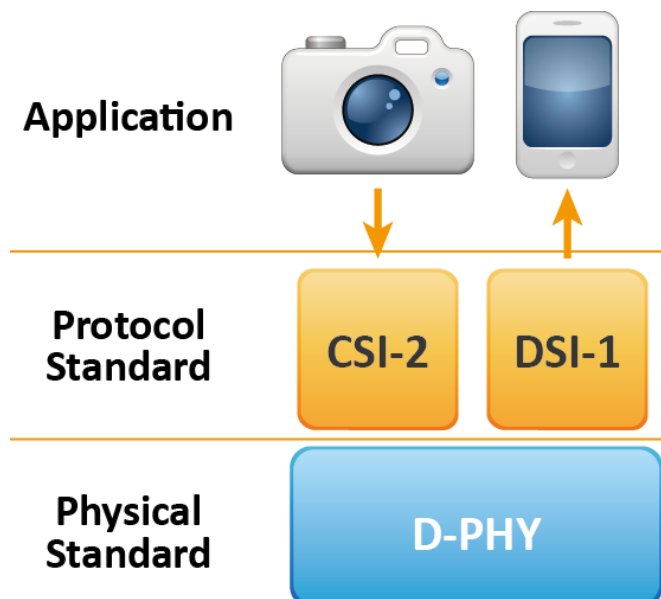 Application
Protocol
Standard
CSI-2
DSI-1
Physical
Standard
D-PHY